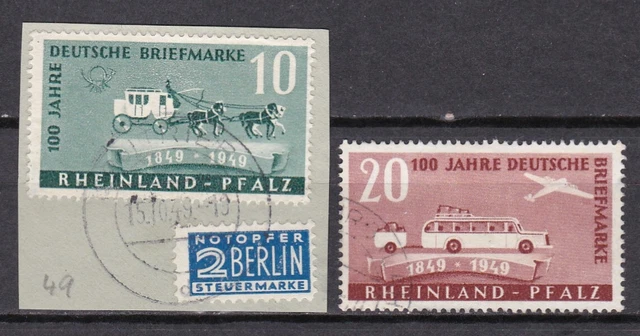 100 JAHRE
DEUTSCHE BRIEFMARKE
10
1849 • 1949
RHEINLAND - PFALZ
NOTOPFER
2 BERLIN
STEUERMARKE
49
20
100 JAHRE DEUTSCHE
BRIEFMARKE
1849 • 1949
RHEINLAND - PFALZ